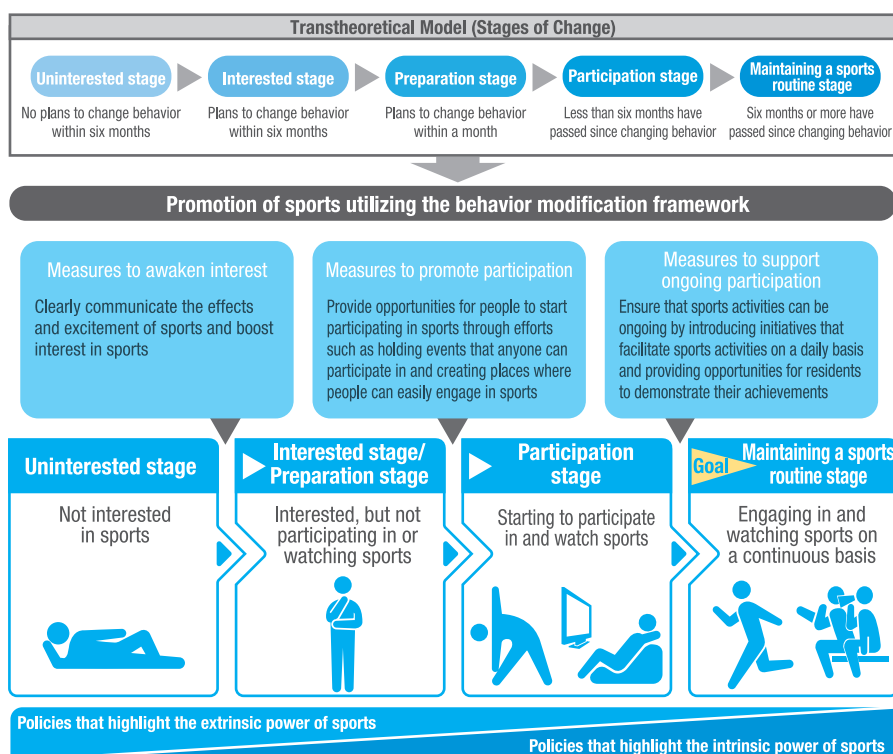 Transtheoretical Model (Stages of Change)
Uninterested stage
No plans to change behavior
within six months
Interested stage
Plans to change behavior
within six months
Preparation stage
Plans to change behavior
within a month
Participation stage
Less than six months have
passed since changing behavior
Maintaining a sports
routine stage
Six months or more have
passed since changing behavior
Promotion of sports utilizing the behavior modification framework
Measures to awaken interest
Clearly communicate the effects
and excitement of sports and boost
interest in sports
Measures to promote participation
Provide opportunities for people to start
participating in sports through efforts
such as holding events that anyone can
participate in and creating places where
people can easily engage in sports
Measures to support
ongoing participation
Ensure that sports activities can be
ongoing by introducing initiatives that
facilitate sports activities on a daily basis
and providing opportunities for residents
to demonstrate their achievements
Uninterested stage
Not interested
in sports
Interested stage/
Preparation stage
Interested, but not
participating in or
watching sports
Participation
stage
Starting to participate
in and watch sports
Goal
Maintaining a sports
routine stage
Engaging in and
watching sports on
a continuous basis
Policies that highlight the extrinsic power of sports
Policies that highlight the intrinsic power of sports